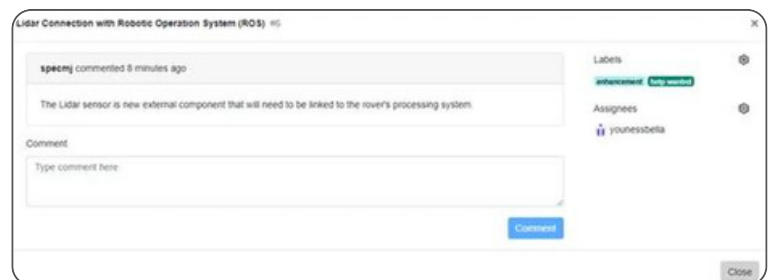 Lidar Connection with Robotic Operation System (ROS) #6
×
specmj commented 8 minutes ago
The Lidar sensor is new external component that will need to be linked to the rover's processing system.
Comment
Type comment here
Comment
Labels
enhancement help wanted
Assignees
younessbella
Close